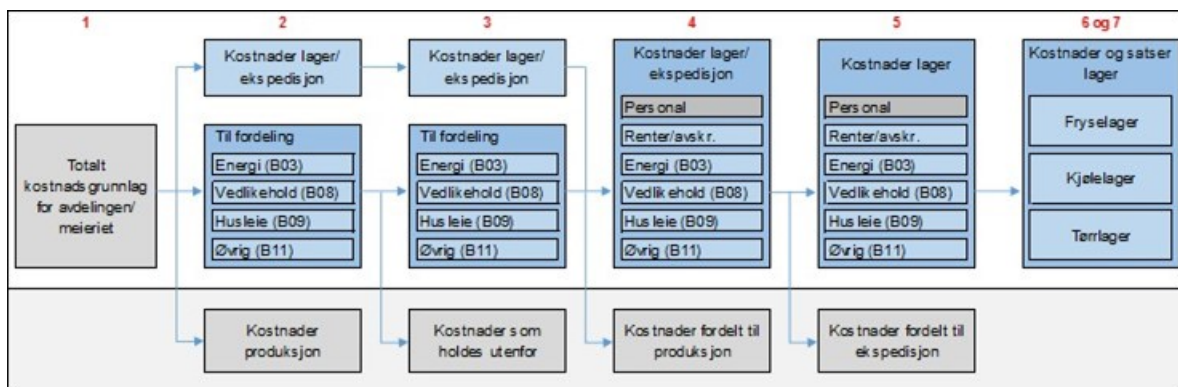 1
2
3
4
5
6 og 7
Totalt
kostnadsgrunnlag
for avdelingen/
meieriet
Kostnader lager/
ekspedisjon
Til fordeling
Energi (B03)
Vedlikehold (B08)
Husleie (B09)
Øvrig (B11)
Kostnader
produksjon
Kostnader lager/
ekspedisjon
Til fordeling
Energi (B03)
Vedlikehold (B08)
Husleie (B09)
Øvrig (B11)
Kostnader som
holdes utenfor
Kostnader lager/
ekspedisjon
Personal
Renter/avskr.
Energi (B03)
Vedlikehold (B08)
Husleie (B09)
Øvrig (B11)
Kostnader fordelt til
produksjon
Kostnader lager
Personal
Renter/avskr.
Energi (B03)
Vedlikehold (B08)
Husleie (B09)
Øvrig (B11)
Kostnader fordelt til
ekspedisjon
Kostnader og satser
lager
Fryselager
Kjølelager
Tørrlager